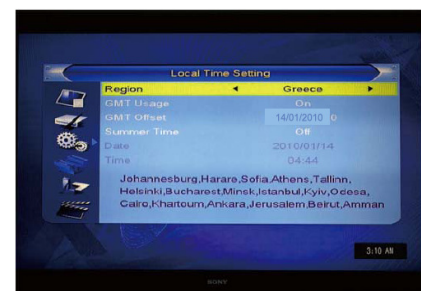 Local Time Setting
Region Greece
GMT Usage On
GMT Offset 14/01/2010 0
Summer Time Off
Date 2010/01/14
Time 04:44
Johannesburg,Harare,Sofia,Athens,Tallinn,
Helsinki,Bucharest,Minsk,Istanbul,Kyiv,Odesa,
Cairo,Khartoum,Ankara,Jerusalem,Beirut,Amman
3:10 AM
SONY